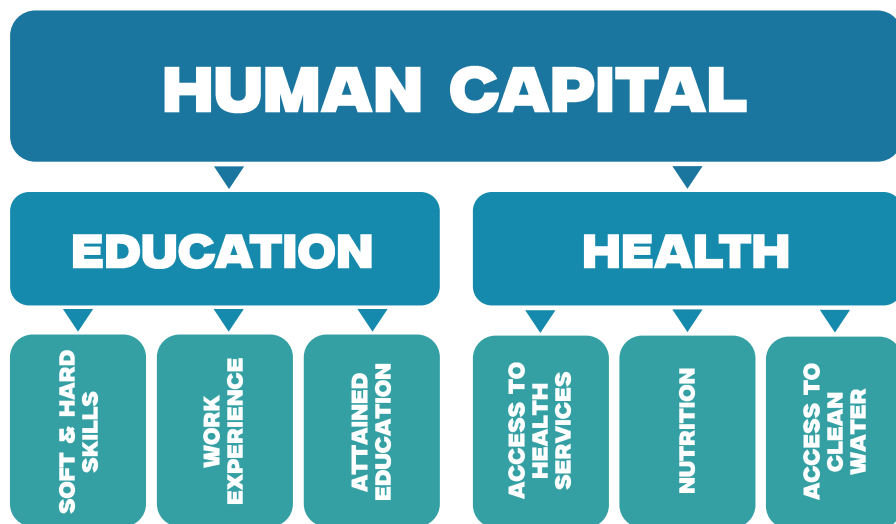 HUMAN CAPITAL
EDUCATION
HEALTH
SOFT & HARD
SKILLS
WORK
EXPERIENCE
ATTAINED
EDUCATION
ACCESS TO
HEALTH
SERVICES
NUTRITION
ACCESS TO
CLEAN
WATER